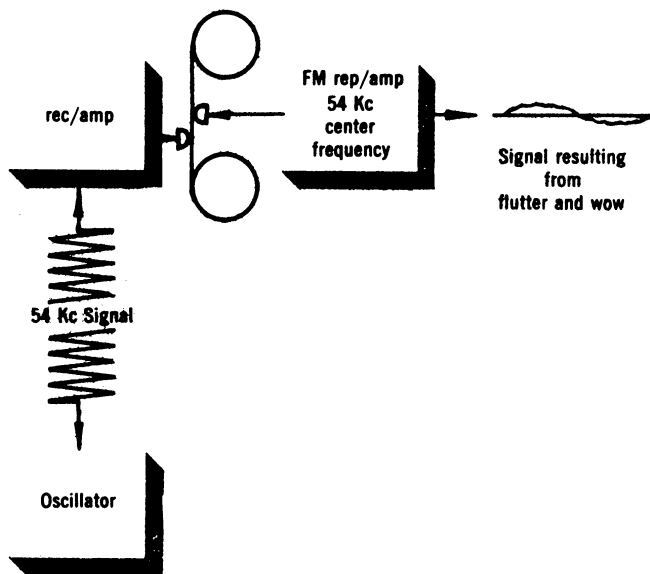 rec/amp
FM rep/amp
54 Kc
center
frequency
Signal resulting
from
flutter and wow
54 Kc Signal
Oscillator